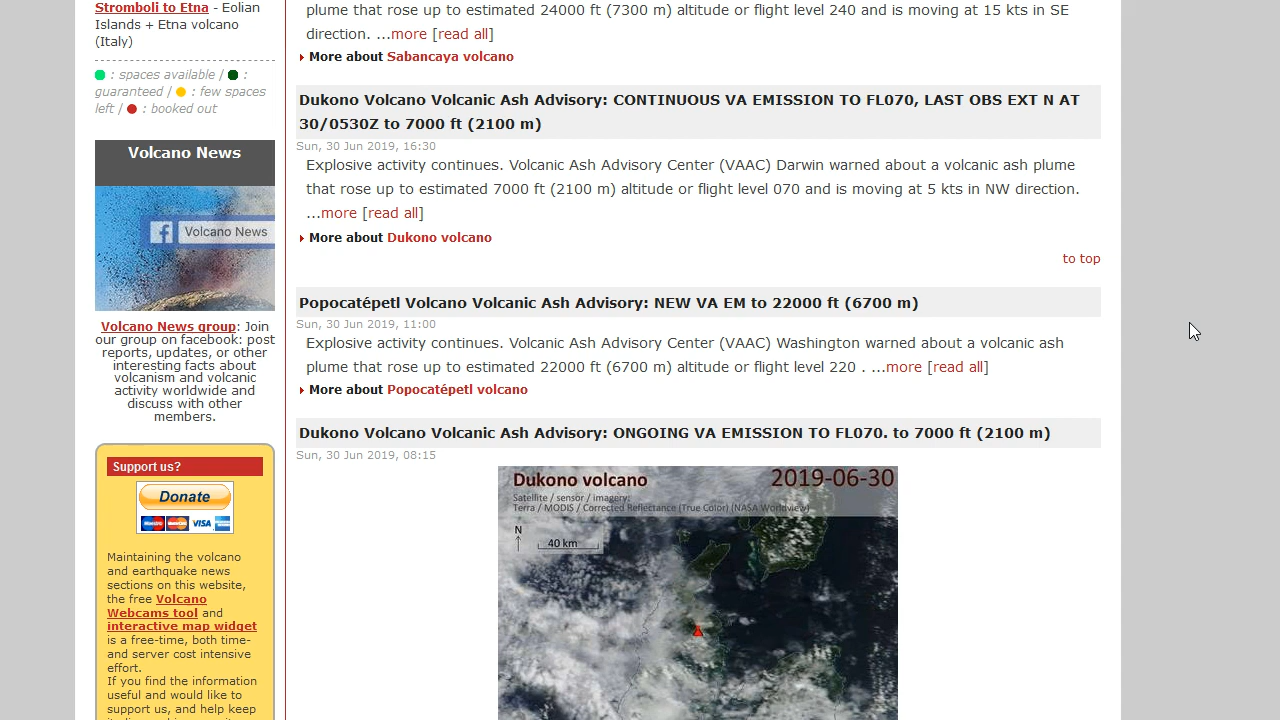 Stromboli to Etna - Eolian
Islands + Etna volcano
(Italy)
: spaces available / :
guaranteed / : few spaces
left / : booked out
Volcano News
Volcano News
Volcano News group: Join
our group on facebook: post
reports, updates, or other
interesting facts about
volcanism and volcanic
activity worldwide and
discuss with other
members.
Support us?
Donate
Maestro
MasterCard
VISA
Maintaining the volcano
and earthquake news
sections on this website,
the free Volcano
Webcams tool and
interactive map widget
is a free-time, both time-
and server cost intensive
effort.
If you find the information
useful and would like to
support us, and help keep
plume that rose up to estimated 24000 ft (7300 m) altitude or flight level 240 and is moving at 15 kts in SE
direction. ...more [read all]
More about Sabancaya volcano
Dukono Volcano Volcanic Ash Advisory: CONTINUOUS VA EMISSION TO FL070, LAST OBS EXT N AT
30/0530Z to 7000 ft (2100 m)
Sun, 30 Jun 2019, 16:30
Explosive activity continues. Volcanic Ash Advisory Center (VAAC) Darwin warned about a volcanic ash plume
that rose up to estimated 7000 ft (2100 m) altitude or flight level 070 and is moving at 5 kts in NW direction.
...more [read all]
More about Dukono volcano
to top
Popocatépetl Volcano Volcanic Ash Advisory: NEW VA EM to 22000 ft (6700 m)
Sun, 30 Jun 2019, 11:00
Explosive activity continues. Volcanic Ash Advisory Center (VAAC) Washington warned about a volcanic ash
plume that rose up to estimated 22000 ft (6700 m) altitude or flight level 220 . ...more [read all]
More about Popocatépetl volcano
Dukono Volcano Volcanic Ash Advisory: ONGOING VA EMISSION TO FL070. to 7000 ft (2100 m)
Sun, 30 Jun 2019, 08:15
Dukono volcano 2019-06-30
Satellite / sensor / imagery:
Terra / MODIS / Corrected Reflectance (True Color) (NASA Worldview)
N
40 km